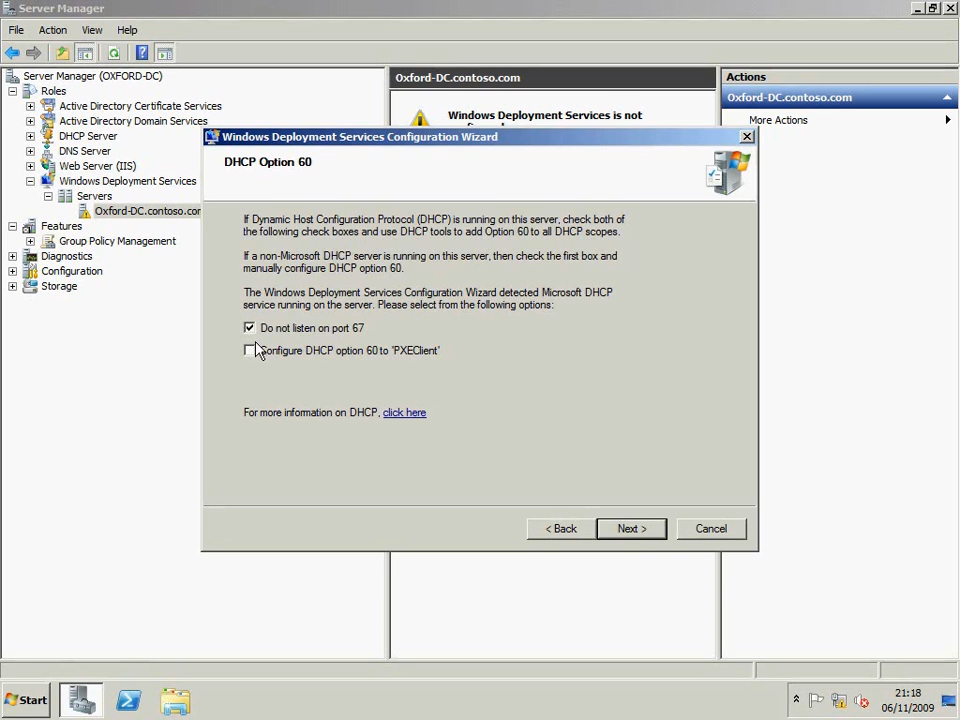 Server Manager
File Action View Help
Server Manager (OXFORD-DC)
Roles
Active Directory Certificate Services
Active Directory Domain Services
DHCP Server
DNS Server
Web Server (IIS)
Windows Deployment Services
Servers
Oxford-DC.contoso.com
Features
Group Policy Management
Diagnostics
Configuration
Storage
Oxford-DC.contoso.com
Windows Deployment Services is not
Actions
Oxford-DC.contoso.com
More Actions
Windows Deployment Services Configuration Wizard
DHCP Option 60
If Dynamic Host Configuration Protocol (DHCP) is running on this server, check both of
the following check boxes and use DHCP tools to add Option 60 to all DHCP scopes.
If a non-Microsoft DHCP server is running on this server, then check the first box and
manually configure DHCP option 60.
The Windows Deployment Services Configuration Wizard detected Microsoft DHCP
service running on the server. Please select from the following options:
Do not listen on port 67
Configure DHCP option 60 to 'PXEClient'
For more information on DHCP, click here
< Back Next > Cancel
Start
21:18
06/11/2009